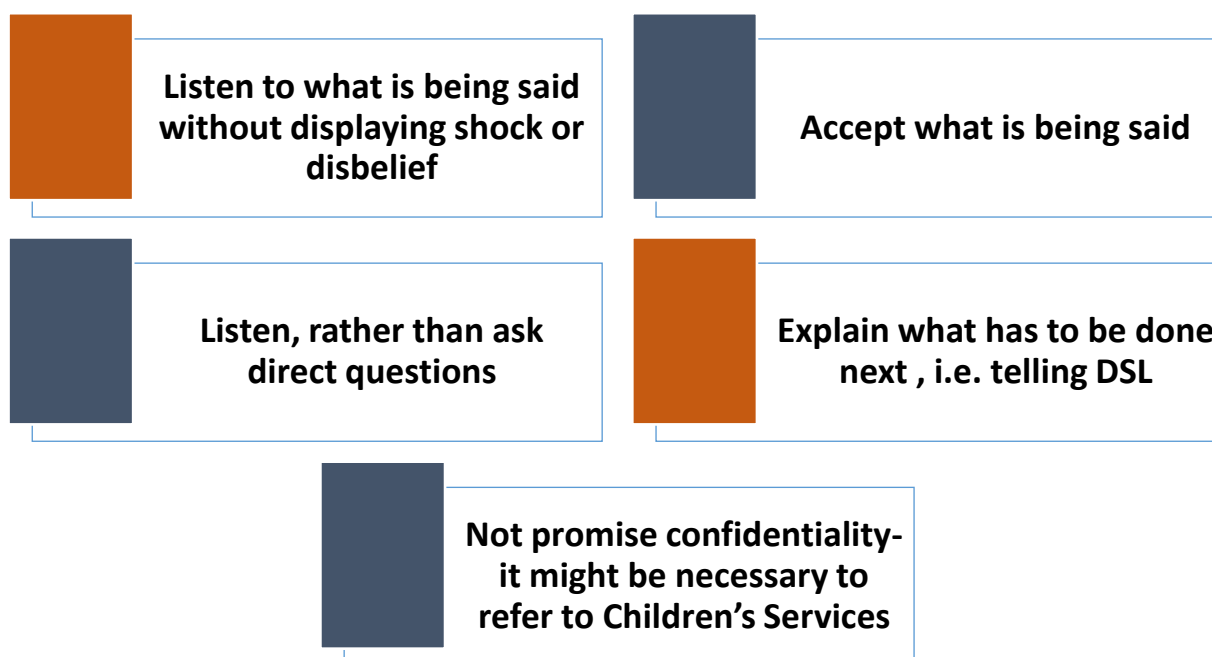 Listen to what is being said
without displaying shock or
disbelief
Accept what is being said
Listen, rather than ask
direct questions
Explain what has to be done
next , i.e. telling DSL
Not promise confidentiality-
it might be necessary to
refer to Children’s Services